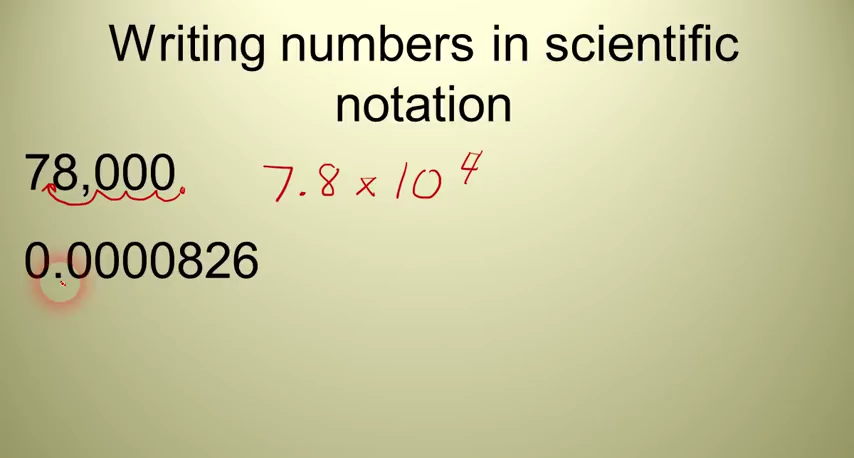 Writing numbers in scientific
notation
78,000. 7.8 × 10⁴
0.0000826